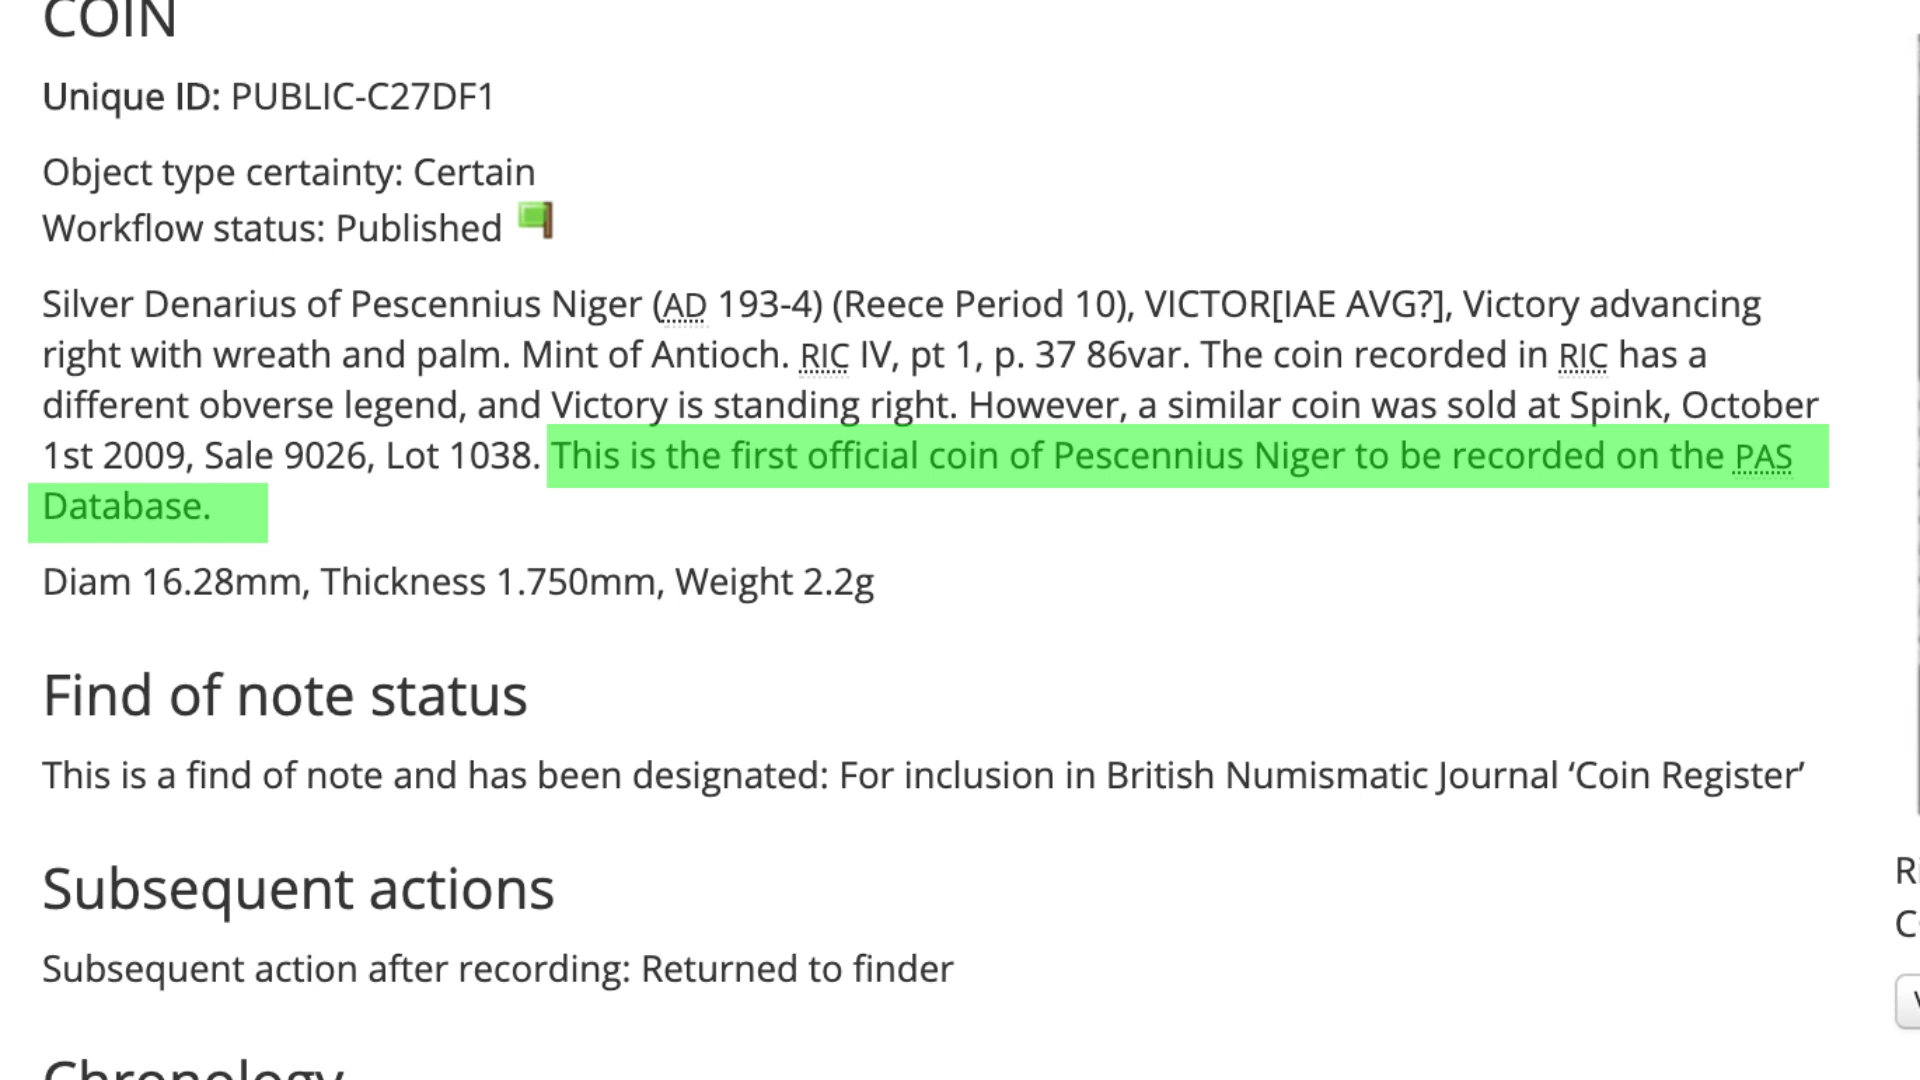 COIN
Unique ID: PUBLIC-C27DF1
Object type certainty: Certain
Workflow status: Published
Silver Denarius of Pescennius Niger (AD 193-4) (Reece Period 10), VICTOR[IAE AVG?], Victory advancing
right with wreath and palm. Mint of Antioch. RIC IV, pt 1, p. 37 86var. The coin recorded in RIC has a
different obverse legend, and Victory is standing right. However, a similar coin was sold at Spink, October
1st 2009, Sale 9026, Lot 1038. This is the first official coin of Pescennius Niger to be recorded on the PAS
Database.
Diam 16.28mm, Thickness 1.750mm, Weight 2.2g
Find of note status
This is a find of note and has been designated: For inclusion in British Numismatic Journal ‘Coin Register’
Subsequent actions
Subsequent action after recording: Returned to finder
Chronology